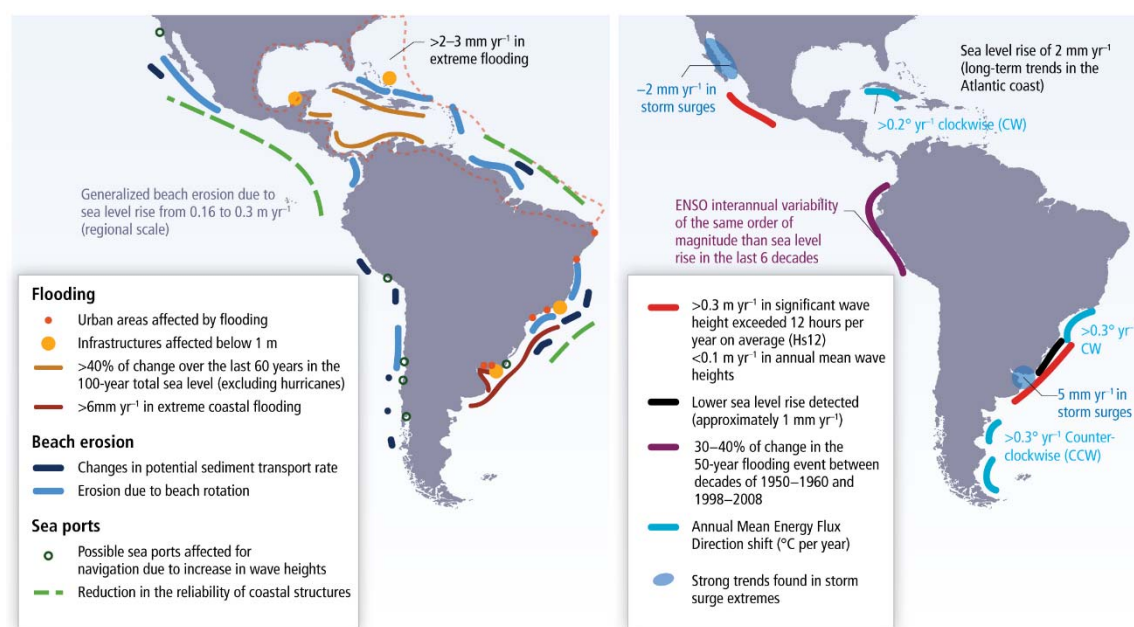 >2–3 mm yr⁻¹ in
extreme flooding
Generalized beach erosion due to
sea level rise from 0.16 to 0.3 m yr⁻¹
(regional scale)
Flooding
Urban areas affected by flooding
Infrastructures affected below 1 m
>40% of change over the last 60 years in the
100-year total sea level (excluding hurricanes)
>6mm yr⁻¹ in extreme coastal flooding
Beach erosion
Changes in potential sediment transport rate
Erosion due to beach rotation
Sea ports
Possible sea ports affected for
navigation due to increase in wave heights
Reduction in the reliability of coastal structures
Sea level rise of 2 mm yr⁻¹
(long-term trends in the
Atlantic coast)
–2 mm yr⁻¹ in
storm surges
>0.2° yr⁻¹ clockwise (CW)
ENSO interannual variability
of the same order of
magnitude than sea level
rise in the last 6 decades
>0.3° yr⁻
CW
5 mm yr⁻¹ in
storm surges
>0.3° yr⁻¹ Counter-
clockwise (CCW)
>0.3 m yr⁻¹ in significant wave
height exceeded 12 hours per
year on average (Hs12)
<0.1 m yr⁻¹ in annual mean wave
heights
Lower sea level rise detected
(approximately 1 mm yr⁻¹)
30–40% of change in the
50-year flooding event between
decades of 1950–1960 and
1998–2008
Annual Mean Energy Flux
Direction shift (°C per year)
Strong trends found in storm
surge extremes